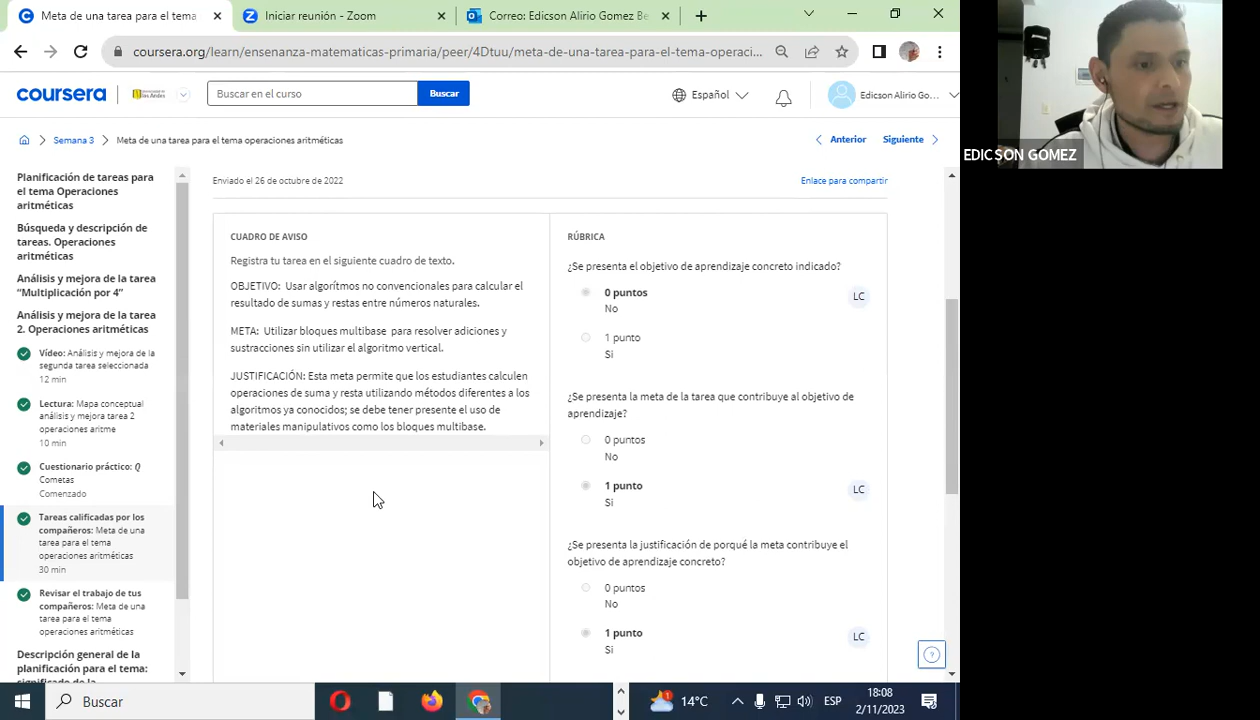 Meta de una tarea para el tema
Iniciar reunión - Zoom
Correo: Edicson Alirio Gomez Be
coursera.org/learn/ensenanza-matematicas-primaria/peer/4Dtuu/meta-de-una-tarea-para-el-tema-operaci...
coursera
Universidad de los Andes
Buscar en el curso
Buscar
Español
Edicson Alirio Go...
Semana 3
Meta de una tarea para el tema operaciones aritméticas
Anterior
Siguiente
Planificación de tareas para
el tema Operaciones
aritméticas
Búsqueda y descripción de
tareas. Operaciones
aritméticas
Análisis y mejora de la tarea
“Multiplicación por 4”
Análisis y mejora de la tarea
2. Operaciones aritméticas
Vídeo: Análisis y mejora de la
segunda tarea seleccionada
12 min
Lectura: Mapa conceptual
análisis y mejora tarea 2
operaciones aritme
10 min
Cuestionario práctico: Q
Cometas
Comenzado
Tareas calificadas por los
compañeros: Meta de una
tarea para el tema
operaciones aritméticas
30 min
Revisar el trabajo de tus
compañeros: Meta de una
tarea para el tema
operaciones aritméticas
Descripción general de la
planificación para el tema:
significado de la
Enviado el 26 de octubre de 2022
Enlace para compartir
CUADRO DE AVISO
Registra tu tarea en el siguiente cuadro de texto.
OBJETIVO: Usar algorítmos no convencionales para calcular el
resultado de sumas y restas entre números naturales.
META: Utilizar bloques multibase para resolver adiciones y
sustracciones sin utilizar el algoritmo vertical.
JUSTIFICACIÓN: Esta meta permite que los estudiantes calculen
operaciones de suma y resta utilizando métodos diferentes a los
algoritmos ya conocidos; se debe tener presente el uso de
materiales manipulativos como los bloques multibase.
RÚBRICA
¿Se presenta el objetivo de aprendizaje concreto indicado?
0 puntos
No
LC
1 punto
Si
¿Se presenta la meta de la tarea que contribuye al objetivo de
aprendizaje?
0 puntos
No
1 punto
Si
LC
¿Se presenta la justificación de porqué la meta contribuye el
objetivo de aprendizaje concreto?
0 puntos
No
1 punto
Si
LC
EDICSON GOMEZ
Buscar
1
14°C
ESP
18:08
2/11/2023